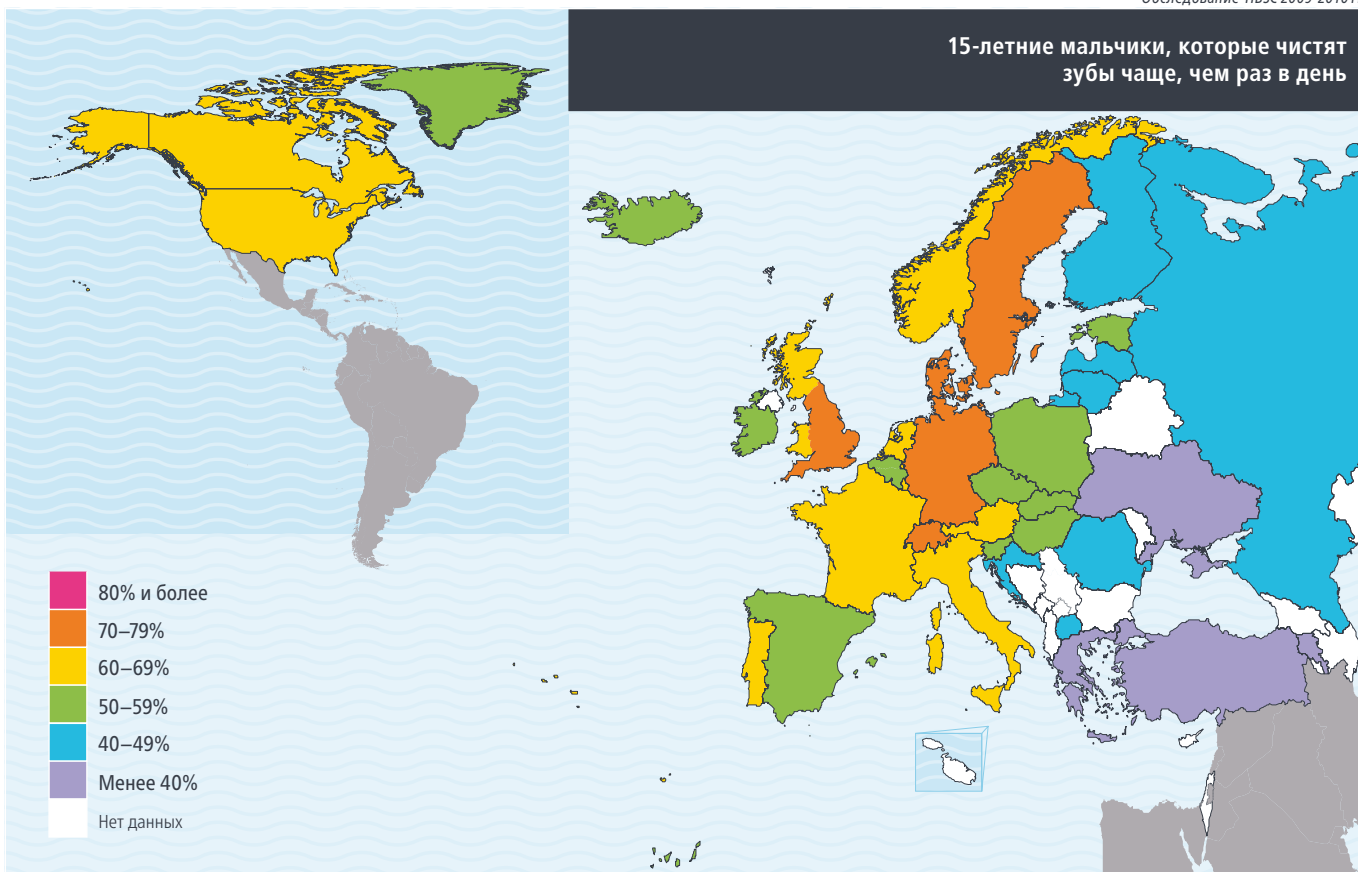 15-летние мальчики, которые чистят
зубы чаще, чем раз в день
80% и более
70–79%
60–69%
50–59%
40–49%
Менее 40%
Нет данных